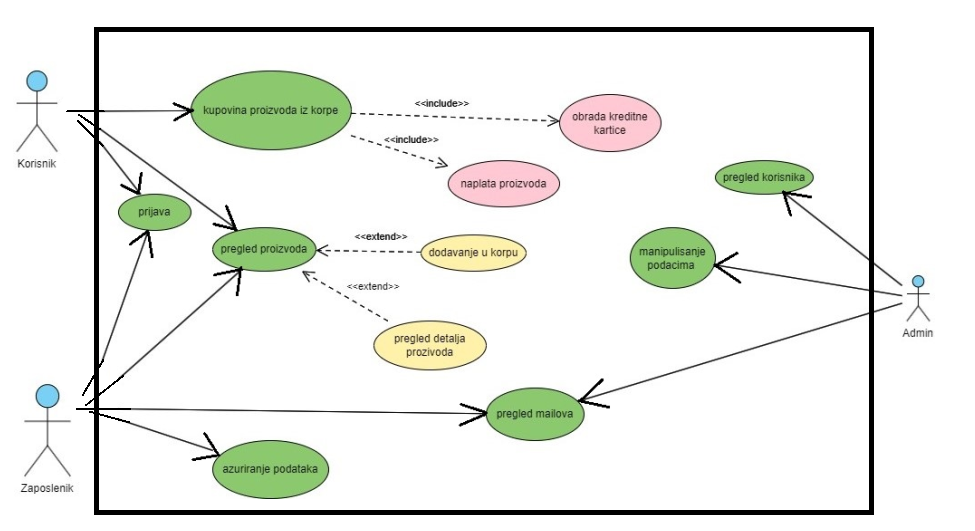 kupovina proizvoda iz korpe
<<include>>
obrada kreditne
kartice
<<include>>
naplata proizvoda
Korisnik
pregled korisnika
prijava
pregled proizvoda
<<extend>>
dodavanje u korpu
manipulisanje
podacima
<<extend>>
Admin
pregled detalja
prozivoda
pregled mailova
azuriranje podataka
Zaposlenik